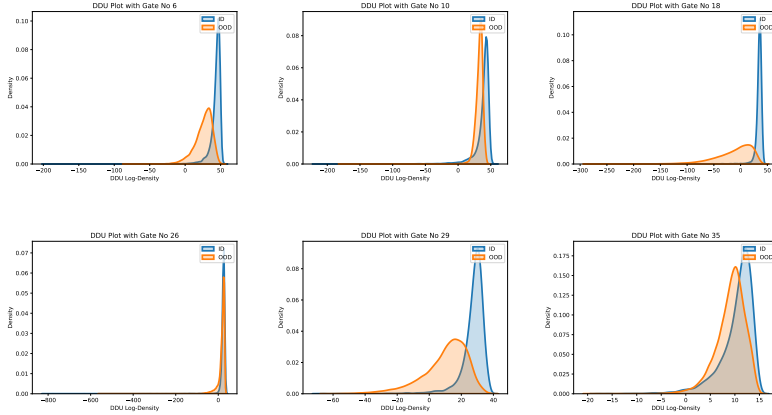 DDU Plot with Gate No 6
ID
OOD
Density
0.10
0.08
0.06
0.04
0.02
0.00
−200 −150 −100 −50 0 50
DDU Log-Density
DDU Plot with Gate No 10
ID
OOD
Density
0.08
0.06
0.04
0.02
0.00
−200 −150 −100 −50 0 50
DDU Log-Density
DDU Plot with Gate No 18
ID
OOD
Density
0.10
0.08
0.06
0.04
0.02
0.00
−300 −250 −200 −150 −100 −50 0 50
DDU Log-Density
DDU Plot with Gate No 26
ID
OOD
Density
0.07
0.06
0.05
0.04
0.03
0.02
0.01
0.00
−800 −600 −400 −200 0
DDU Log-Density
DDU Plot with Gate No 29
ID
OOD
Density
0.08
0.06
0.04
0.02
0.00
−60 −40 −20 0 20 40
DDU Log-Density
DDU Plot with Gate No 35
ID
OOD
Density
0.175
0.150
0.125
0.100
0.075
0.050
0.025
0.000
−20 −15 −10 −5 0 5 10 15
DDU Log-Density